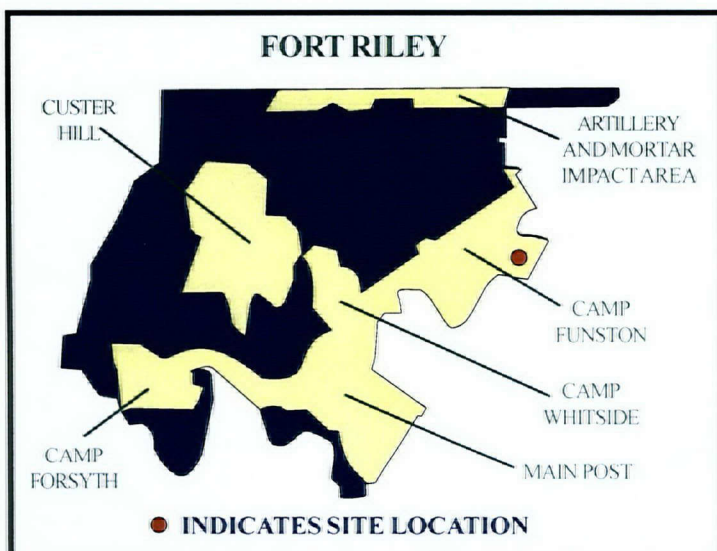 FORT RILEY
CUSTER
HILL
ARTILLERY
AND MORTAR
IMPACT AREA
CAMP
FUNSTON
CAMP
WHITSIDE
MAIN POST
CAMP
FORSYTH
INDICATES SITE LOCATION